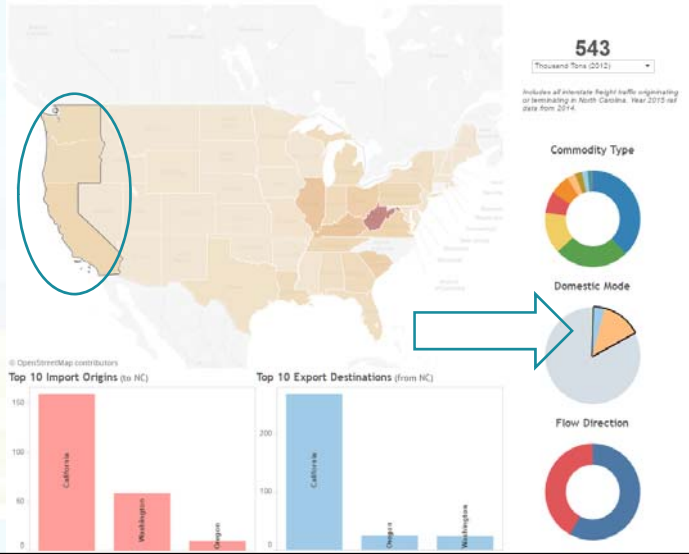 543
Thousand Tons (2012)
Includes all interstate freight traffic originating
or terminating in North Carolina. Year 2015 rail
data from 2014.
Commodity Type
Domestic Mode
Flow Direction
© OpenStreetMap contributors
Top 10 Import Origins (to NC)
150
100
50
0
California
Washington
Oregon
Top 10 Export Destinations (from NC)
200
100
0
California
Oregon
Washington